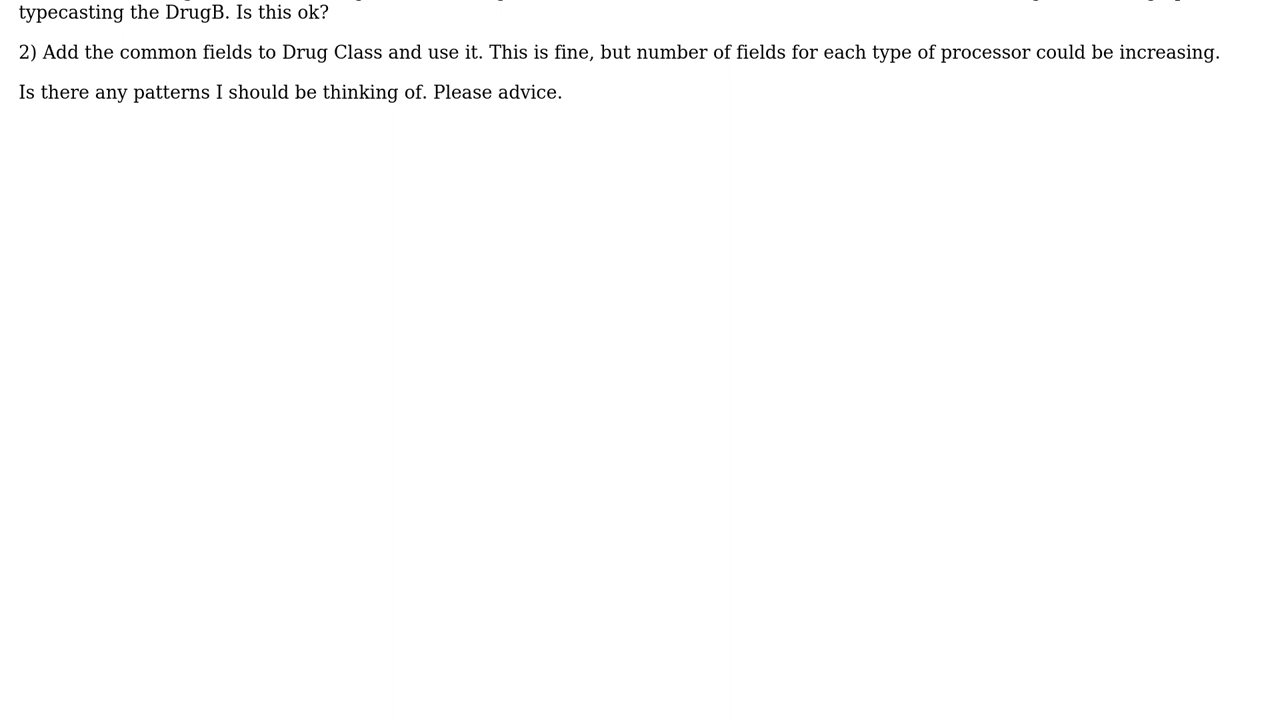 typecasting the DrugB. Is this ok?
2) Add the common fields to Drug Class and use it. This is fine, but number of fields for each type of processor could be increasing.
Is there any patterns I should be thinking of. Please advice.